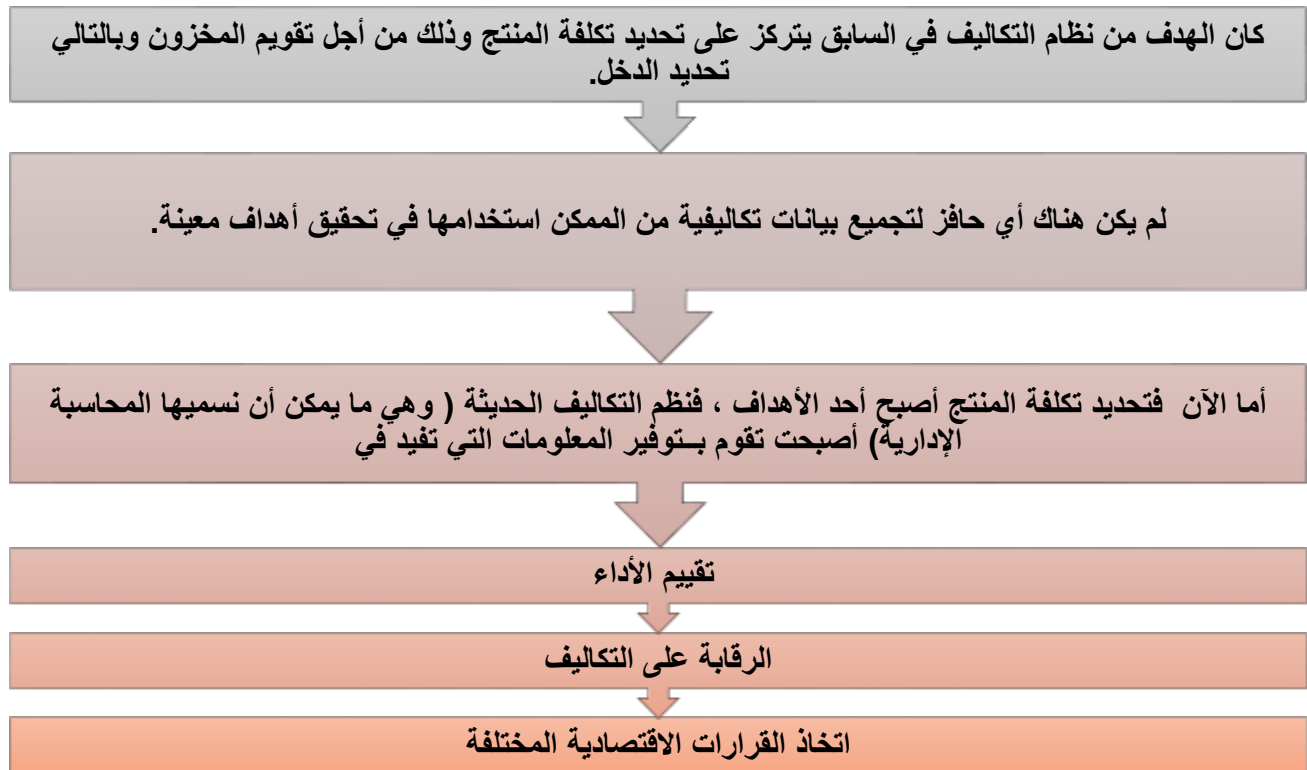 كان الهدف من نظام التكاليف في السابق يتركز على تحديد تكلفة المنتج وذلك من أجل تقويم المخزون وبالتالي
تحديد الدخل.
لم يكن هناك أي حافز لتجميع بيانات تكاليفية من الممكن استخدامها في تحقيق أهداف معينة.
أما الآن فتحديد تكلفة المنتج أصبح أحد الأهداف ، فنظم التكاليف الحديثة ( وهي ما يمكن أن نسميها المحاسبة
الإدارية) أصبحت تقوم بـتوفير المعلومات التي تفيد في
تقييم الأداء
الرقابة على التكاليف
اتخاذ القرارات الاقتصادية المختلفة